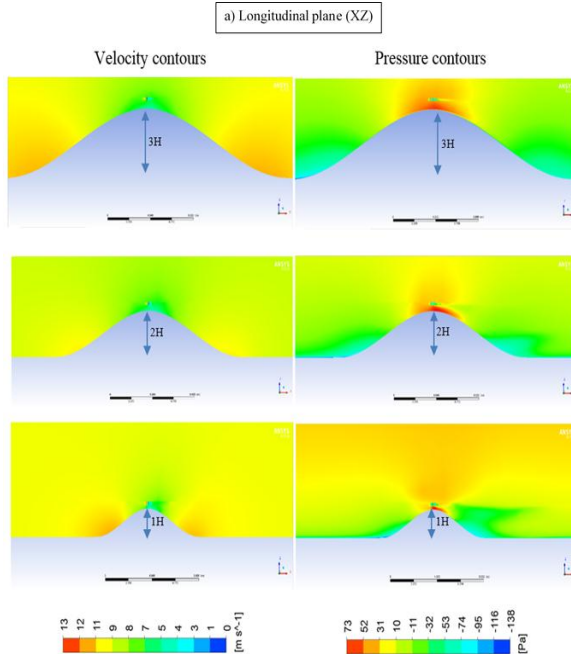 a) Longitudinal plane (XZ)
Velocity contours
Pressure contours
3H
3H
2H
2H
1H
1H
13
12
11
9
8
7
5
4
3
1
0
[m s^-1]
73
52
31
10
-11
-32
-53
-74
-95
-116
-138
[Pa]